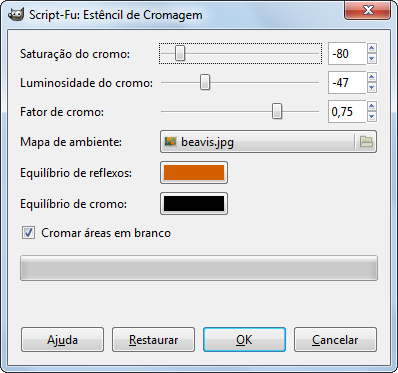 Script-Fu: Estêncil de Cromagem
Saturação do cromo: -80
Luminosidade do cromo: -47
Fator de cromo: 0,75
Mapa de ambiente: beavis.jpg
Equilíbrio de reflexos:
Equilíbrio de cromo:
Cromar áreas em branco
Ajuda Restaurar OK Cancelar